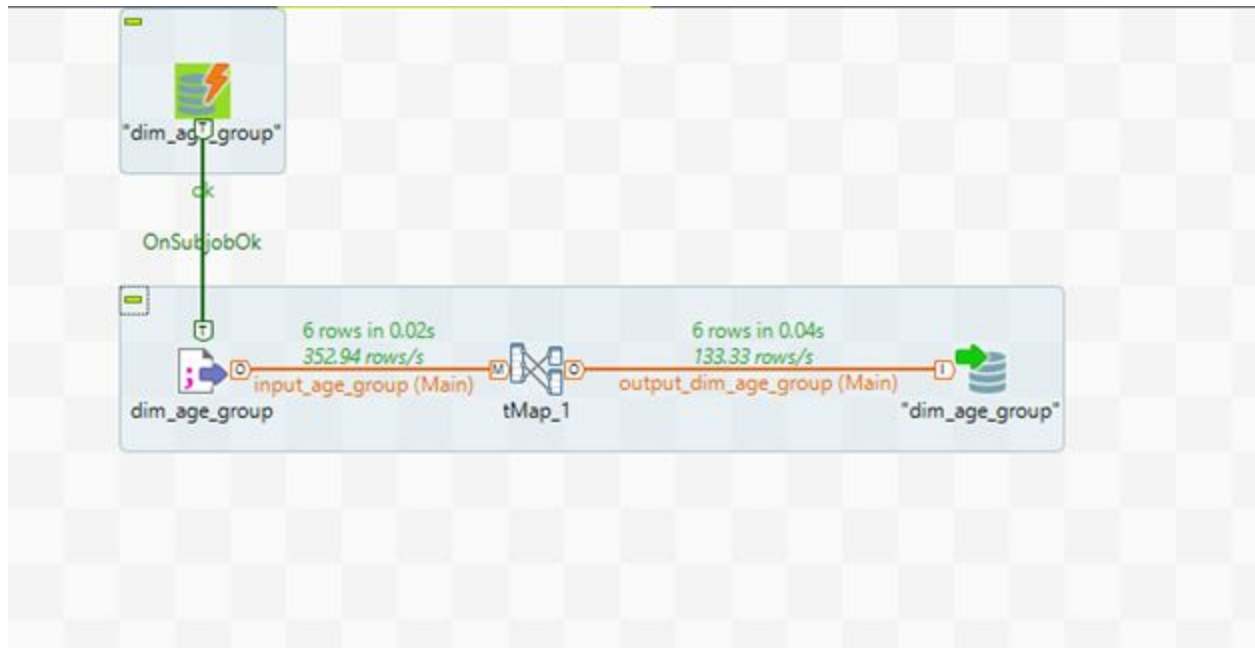 "dim_age_group"
ok
OnSubjobOk
6 rows in 0.02s
352.94 rows/s
input_age_group (Main)
dim_age_group
tMap_1
6 rows in 0.04s
133.33 rows/s
output_dim_age_group (Main)
"dim_age_group"
T
T
O
M
O
I